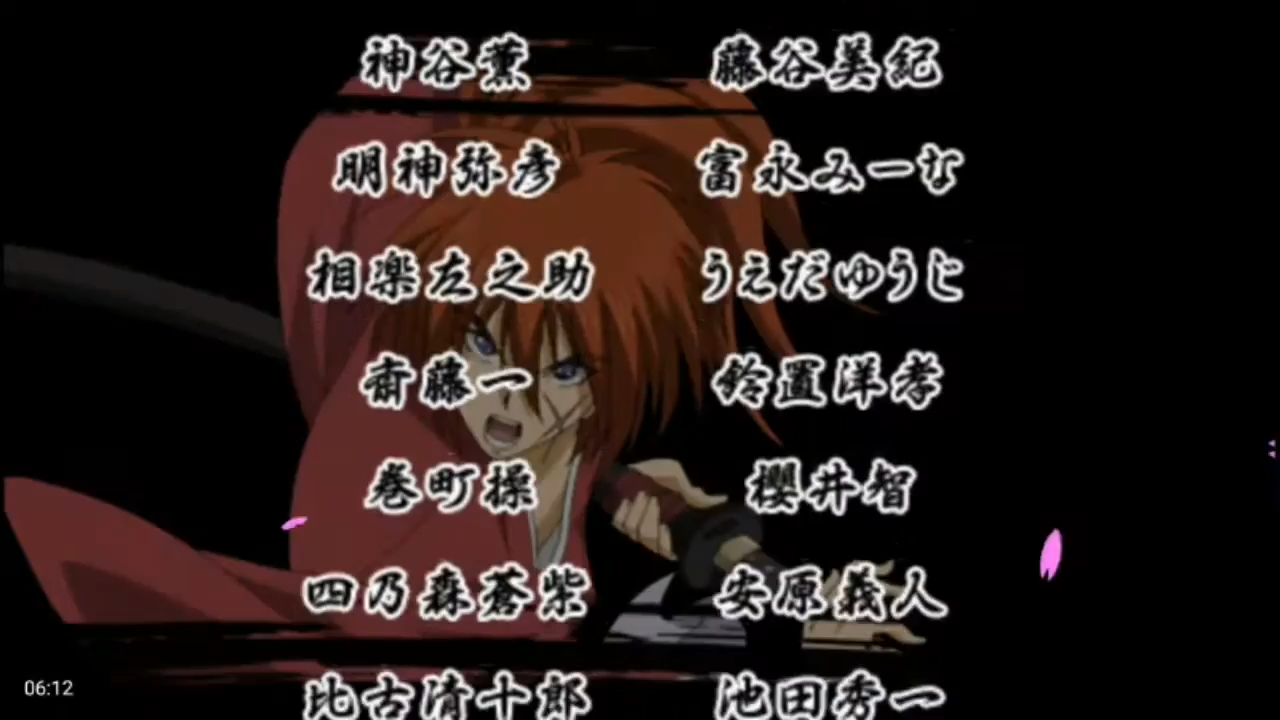 神谷薫 藤谷美紀
明神弥彦 富永みーな
相楽左之助 うえだゆうじ
斎藤一 鈴置洋孝
巻町操 櫻井智
四乃森蒼紫 安原義人
比古清十郎 池田秀一
06:12